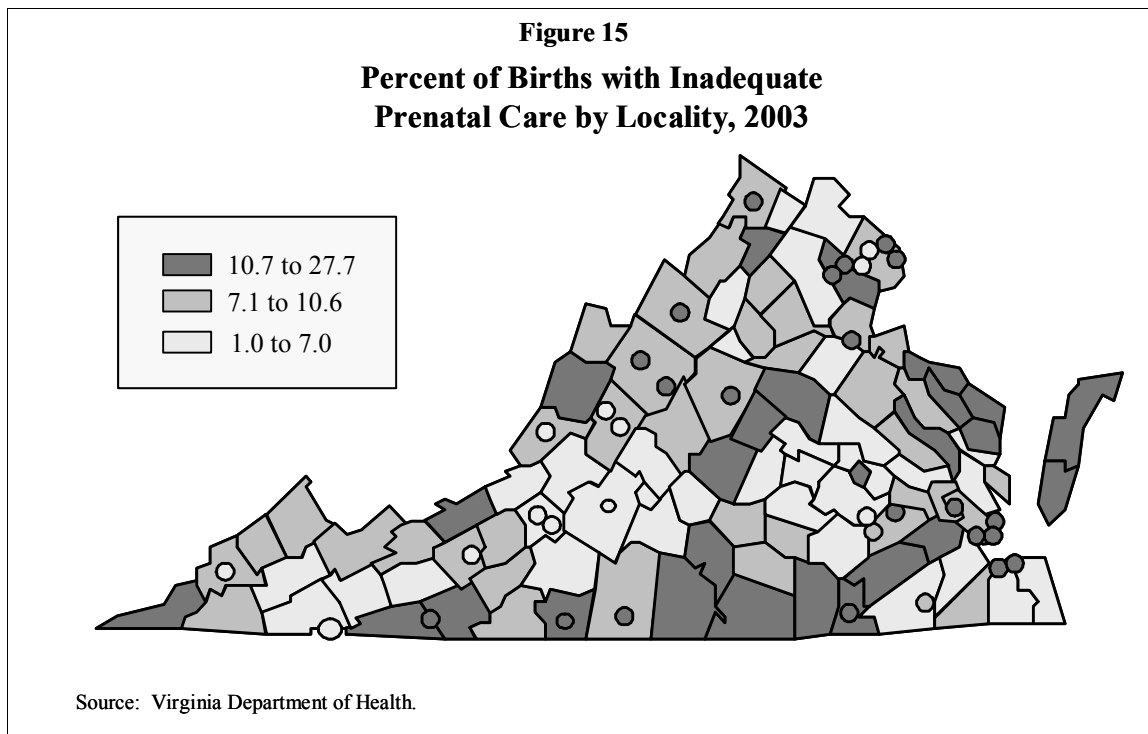 Figure 15
Percent of Births with Inadequate
Prenatal Care by Locality, 2003
10.7 to 27.7
7.1 to 10.6
1.0 to 7.0
Source: Virginia Department of Health.